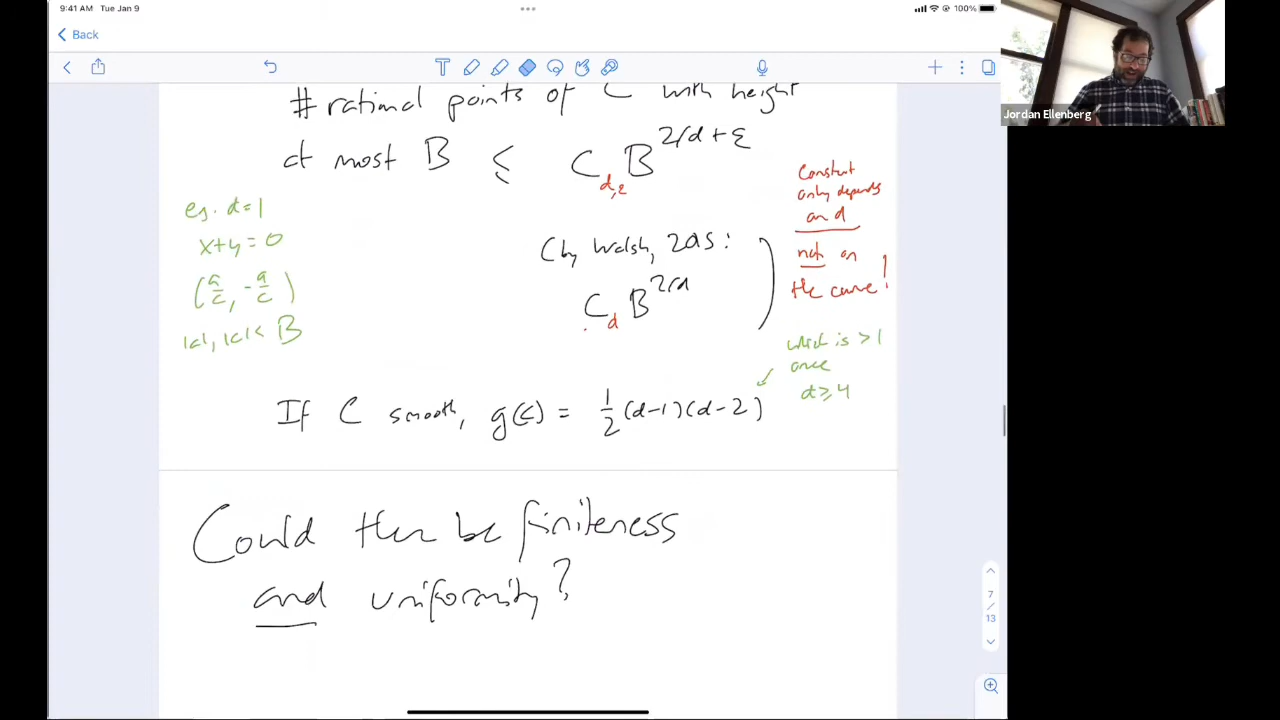 9:41 AM Tue Jan 9
100%
Back
# rational points of C with height
at most B ≤ C_{d,ε} B^{2/d + ε}
Constant
only depends
on d
not on
the curve!
eg. d=1
x+y=0
(a/c, -a/c)
|a|, |c| < B
(by Walsh, 2015:
C_d B^{2/d} )
which is >1
once
d≥4
If C smooth, g(C) = 1/2 (d-1)(d-2)
Could there be finiteness
and uniformity?
7
/
13
Jordan Ellenberg